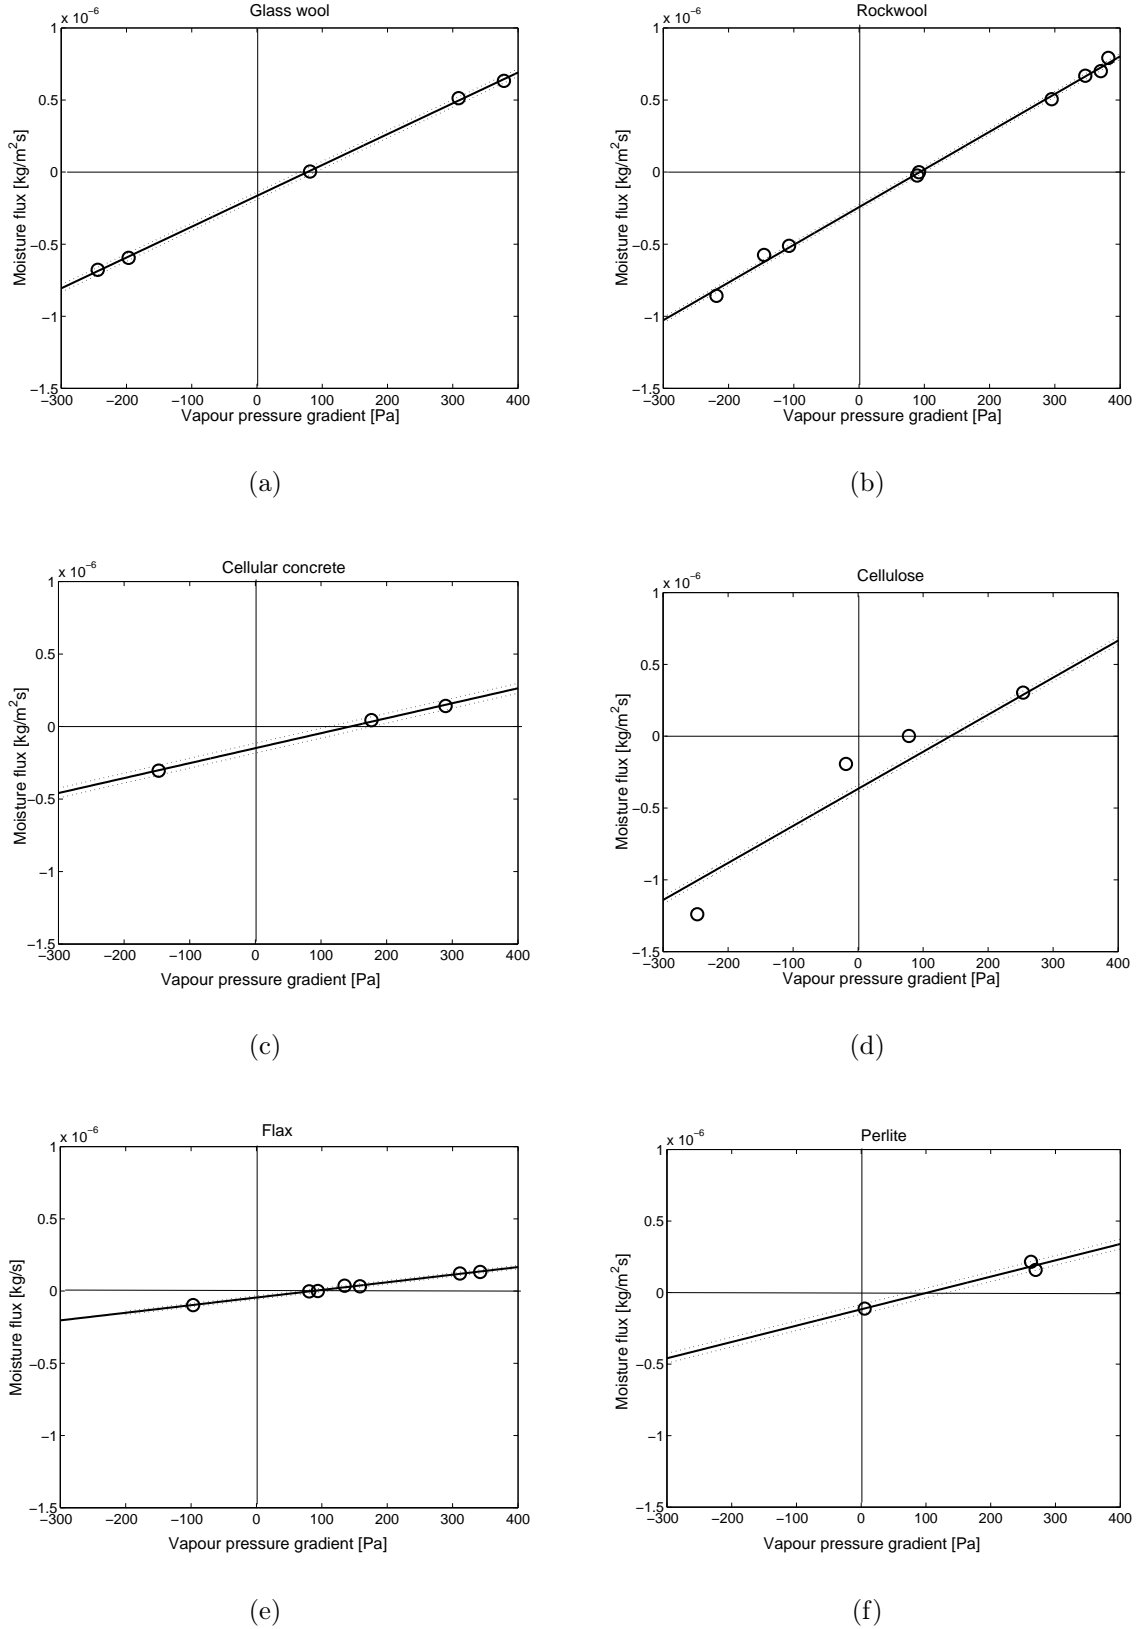 Glass wool
x 10^-6
1
0.5
0
−0.5
−1
−1.5
−300 −200 −100 0 100 200 300 400
Vapour pressure gradient [Pa]
Moisture flux [kg/m²s]
(a)
Rockwool
x 10^-6
1
0.5
0
−0.5
−1
−1.5
−300 −200 −100 0 100 200 300 400
Vapour pressure gradient [Pa]
Moisture flux [kg/m²s]
(b)
Cellular concrete
x 10^-6
1
0.5
0
−0.5
−1
−1.5
−300 −200 −100 0 100 200 300 400
Vapour pressure gradient [Pa]
Moisture flux [kg/m²s]
(c)
Cellulose
x 10^-6
1
0.5
0
−0.5
−1
−1.5
−300 −200 −100 0 100 200 300 400
Vapour pressure gradient [Pa]
Moisture flux [kg/m²s]
(d)
Flax
x 10^-6
1
0.5
0
−0.5
−1
−1.5
−300 −200 −100 0 100 200 300 400
Vapour pressure gradient [Pa]
Moisture flux [kg/s]
(e)
Perlite
x 10^-6
1
0.5
0
−0.5
−1
−1.5
−300 −200 −100 0 100 200 300 400
Vapour pressure gradient [Pa]
Moisture flux [kg/m²s]
(f)